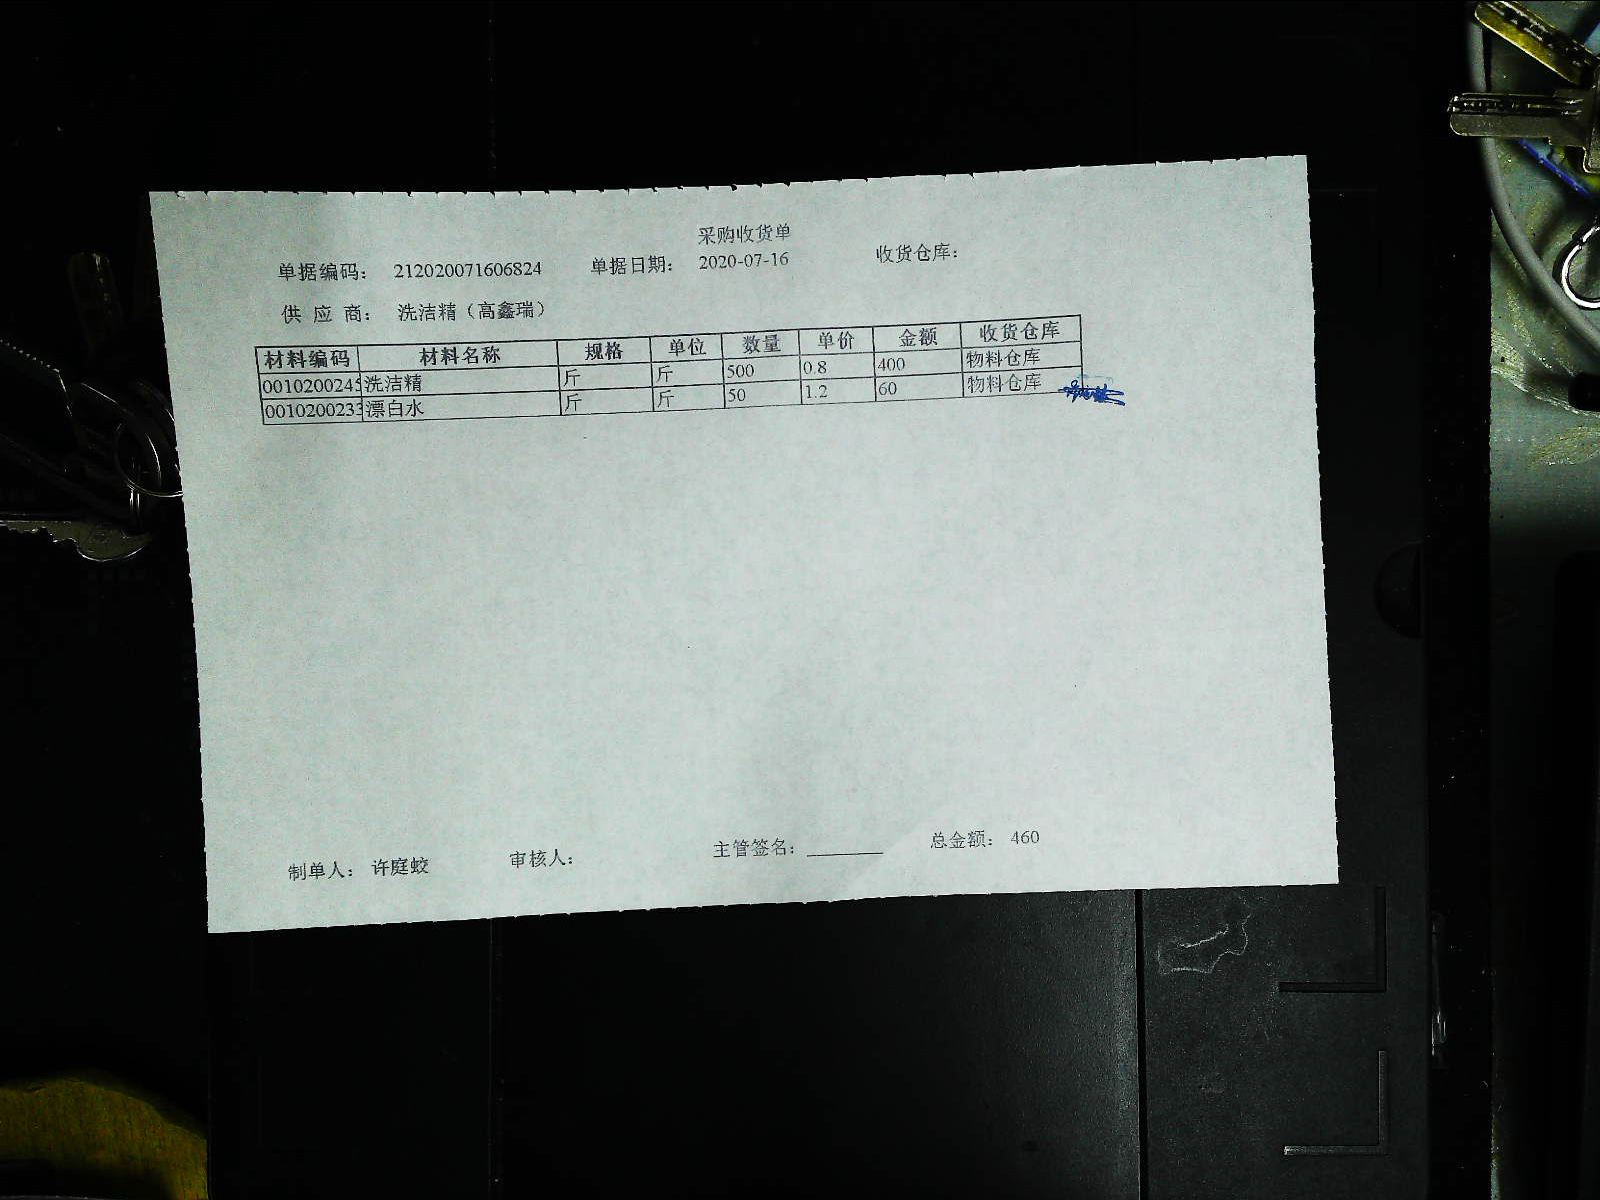 采购收货单
单据编码： 212020071606824 单据日期： 2020-07-16 收货仓库：
供 应 商： 洗洁精（高鑫瑞）
材料编码 材料名称 规格 单位 数量 单价 金额 收货仓库
001020024 洗洁精 斤 斤 500 0.8 400 物料仓库
001020023 漂白水 斤 斤 50 1.2 60 物料仓库
制单人： 许庭蛟 审核人： 主管签名： 总金额： 460